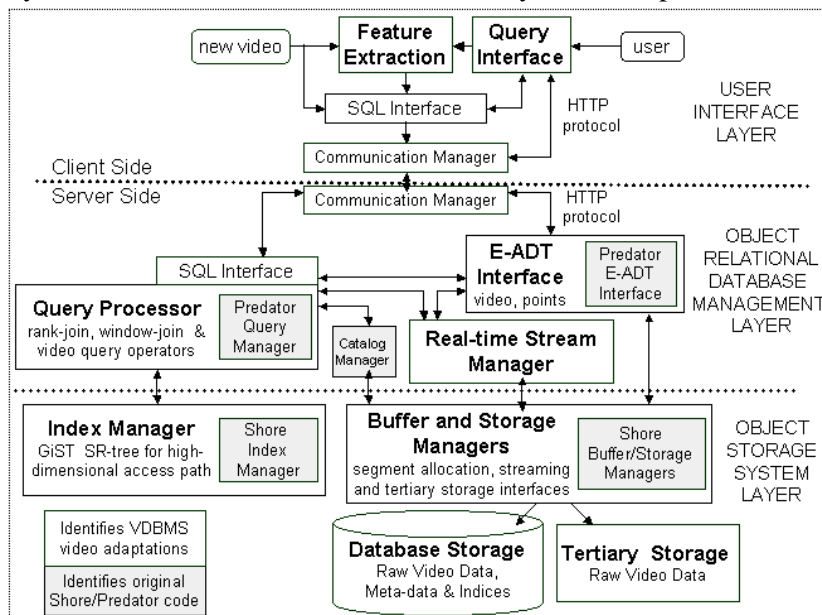 new video
Feature
Extraction
Query
Interface
user
SQL Interface
HTTP
protocol
USER
INTERFACE
LAYER
Communication Manager
Client Side
Server Side
Communication Manager
HTTP
protocol
SQL Interface
E-ADT
Interface
video, points
Predator
E-ADT
Interface
OBJECT
RELATIONAL
DATABASE
MANAGEMENT
LAYER
Query Processor
rank-join, window-join &
video query operators
Predator
Query
Manager
Catalog
Manager
Real-time Stream
Manager
Index Manager
GiST SR-tree for high-
dimensional access path
Shore
Index
Manager
Buffer and Storage
Managers
segment allocation, streaming
and tertiary storage interfaces
Shore
Buffer/Storage
Managers
OBJECT
STORAGE
SYSTEM
LAYER
Identifies VDBMS
video adaptations
Identifies original
Shore/Predator code
Database Storage
Raw Video Data,
Meta-data & Indices
Tertiary Storage
Raw Video Data